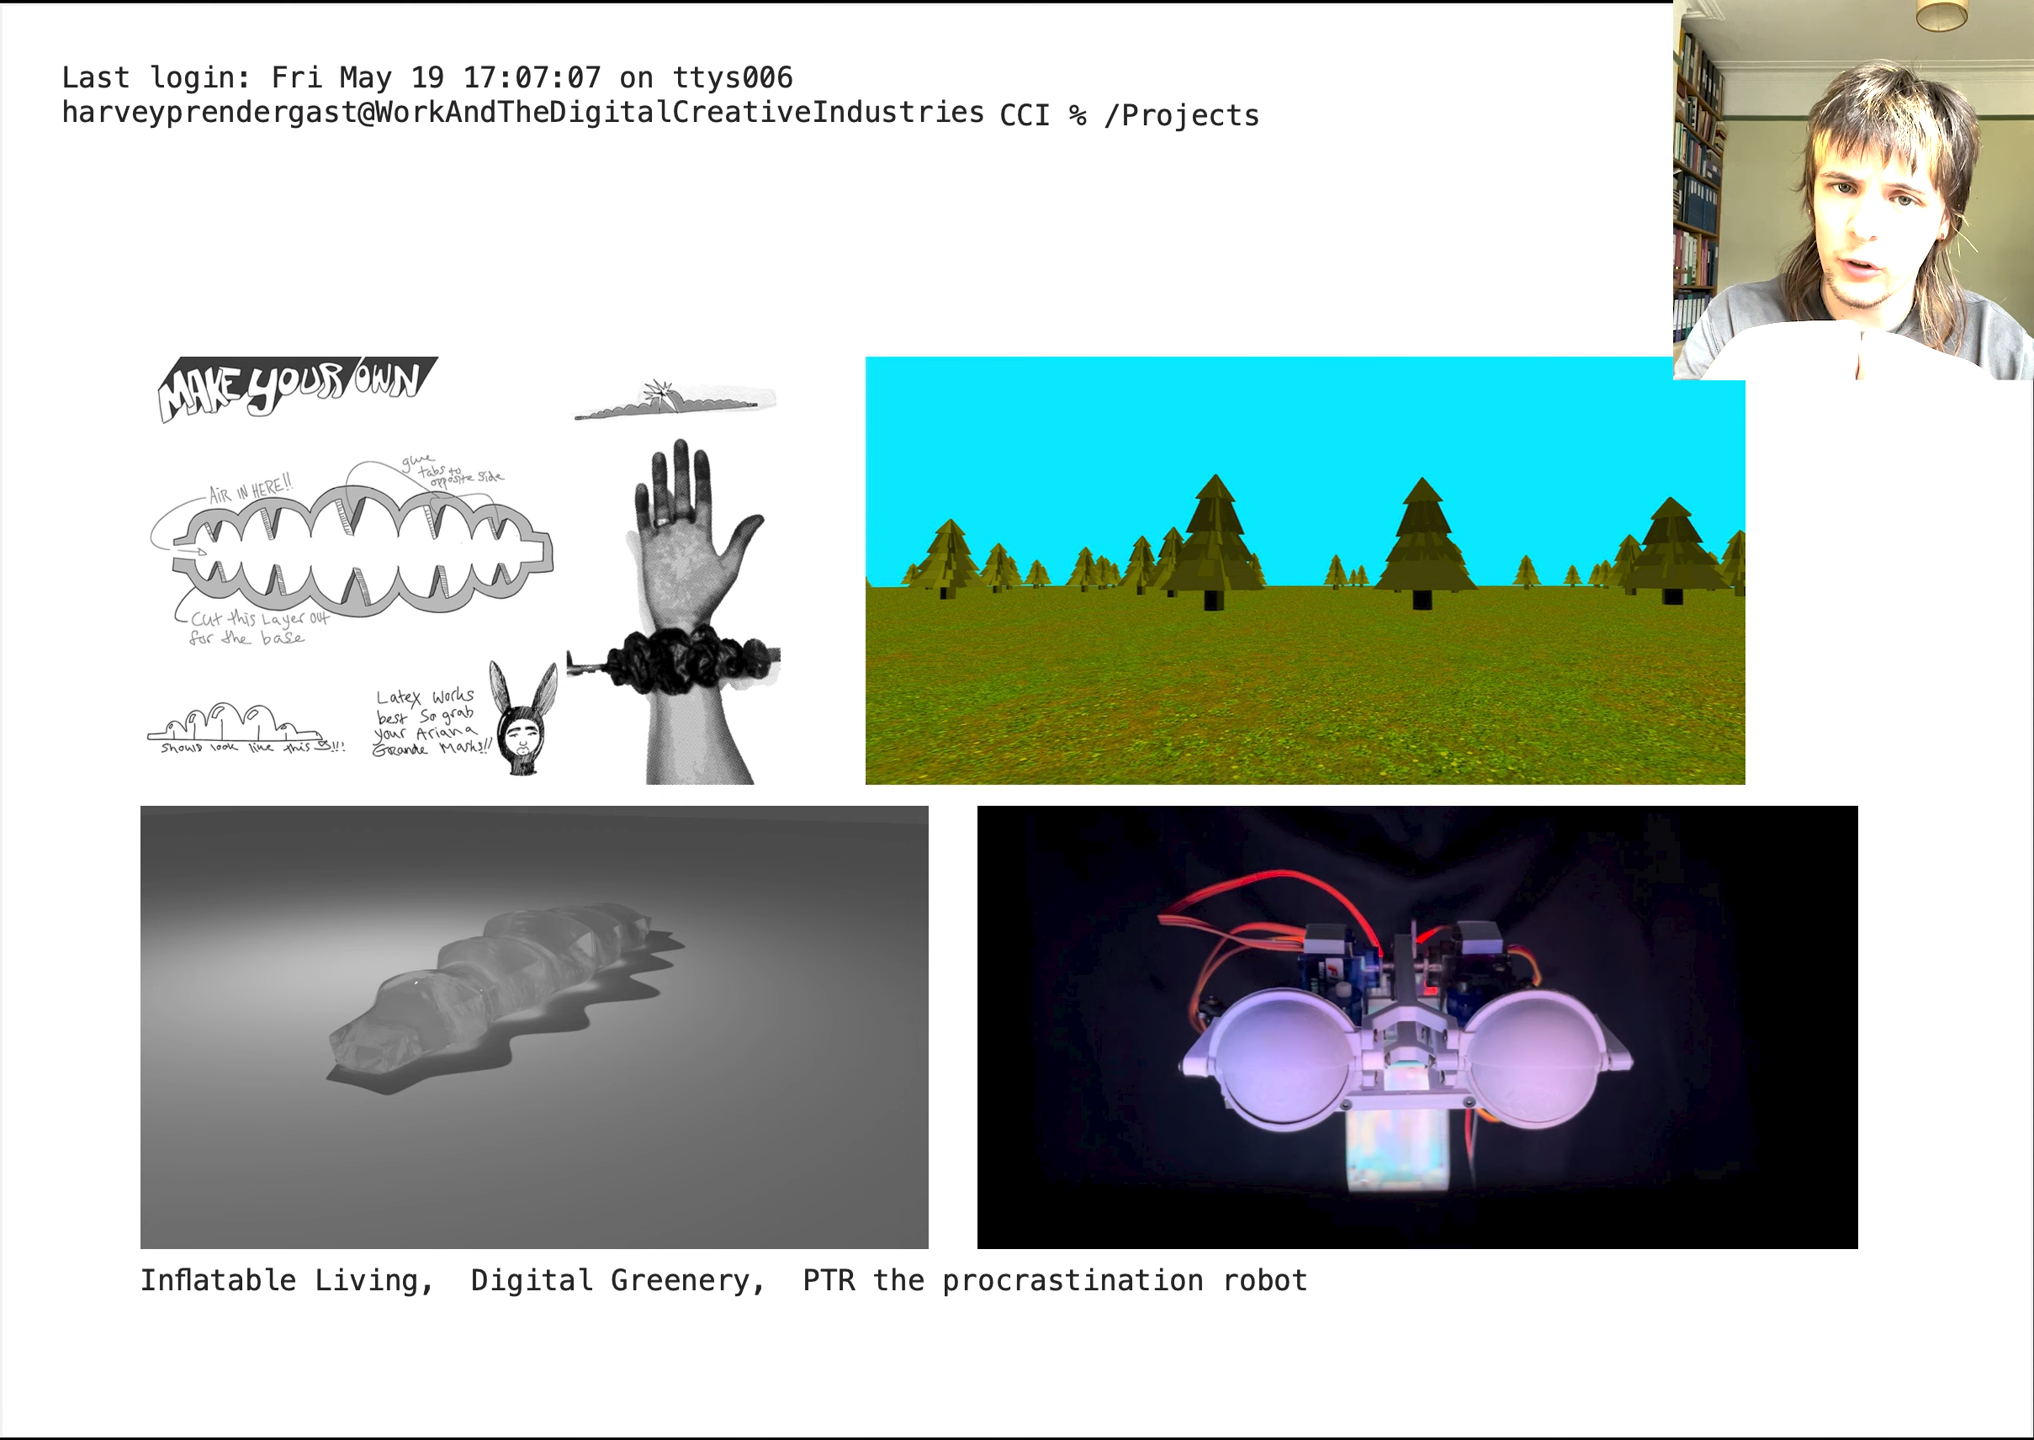 Last login: Fri May 19 17:07:07 on ttys006
harveyprendergast@WorkAndTheDigitalCreativeIndustries CCI % /Projects
MAKE YOUR OWN
AIR IN HERE!!
glue
tabs to
opposite side
Cut this Layer out
for the base
Should look like this !!!
Latex works
best so grab
your Ariana
Grande Masks!!
Inflatable Living, Digital Greenery, PTR the procrastination robot